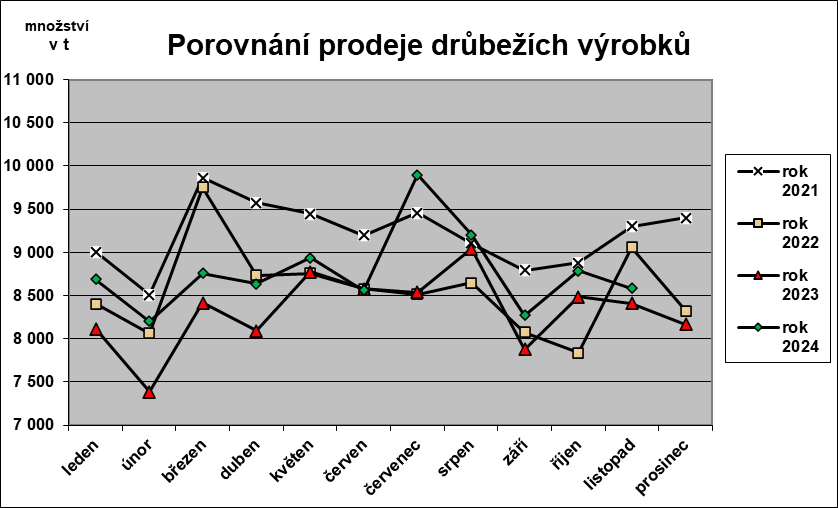 množství
v t
Porovnání prodeje drůbežích výrobků
11 000
10 500
10 000
9 500
9 000
8 500
8 000
7 500
7 000
leden
únor
březen
duben
květen
červen
červenec
srpen
září
říjen
listopad
prosinec
rok
2021
rok
2022
rok
2023
rok
2024